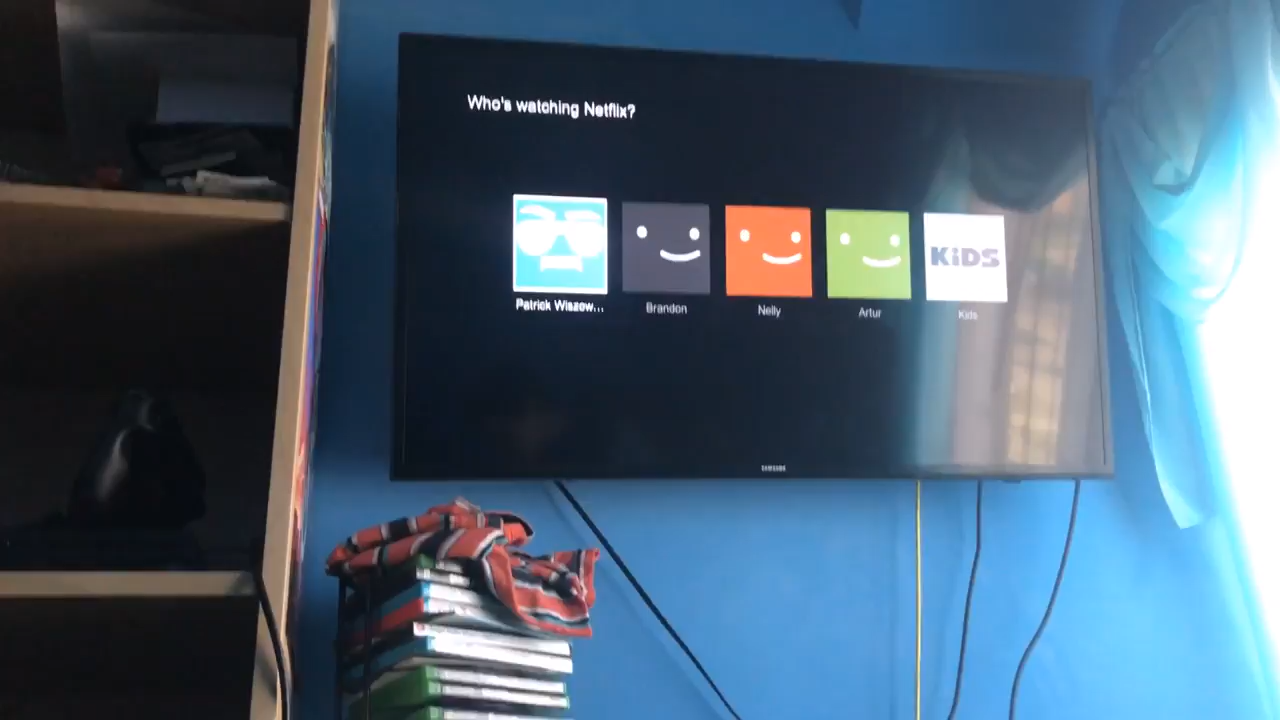 Who's watching Netflix?
KiDS
Patrick Wiszow...
Brandon
Nelly
Artur
Kids
SAMSUNG